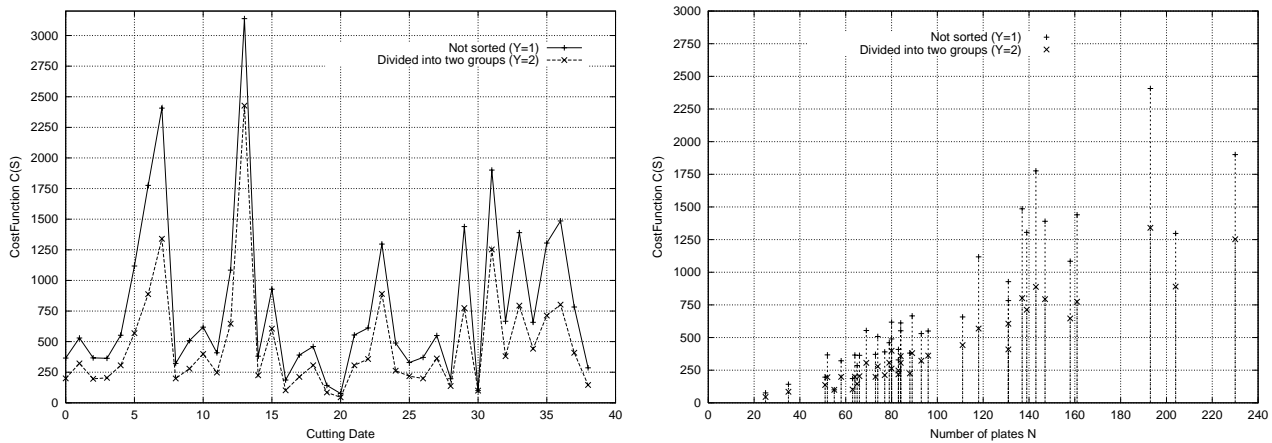 3000
2750
2500
2250
2000
1750
1500
1250
1000
750
500
250
0
CostFunction C(S)
0 5 10 15 20 25 30 35 40
Cutting Date
Not sorted (Y=1)
Divided into two groups (Y=2)
3000
2750
2500
2250
2000
1750
1500
1250
1000
750
500
250
0
CostFunction C(S)
0 20 40 60 80 100 120 140 160 180 200 220 240
Number of plates N
Not sorted (Y=1)
Divided into two groups (Y=2)